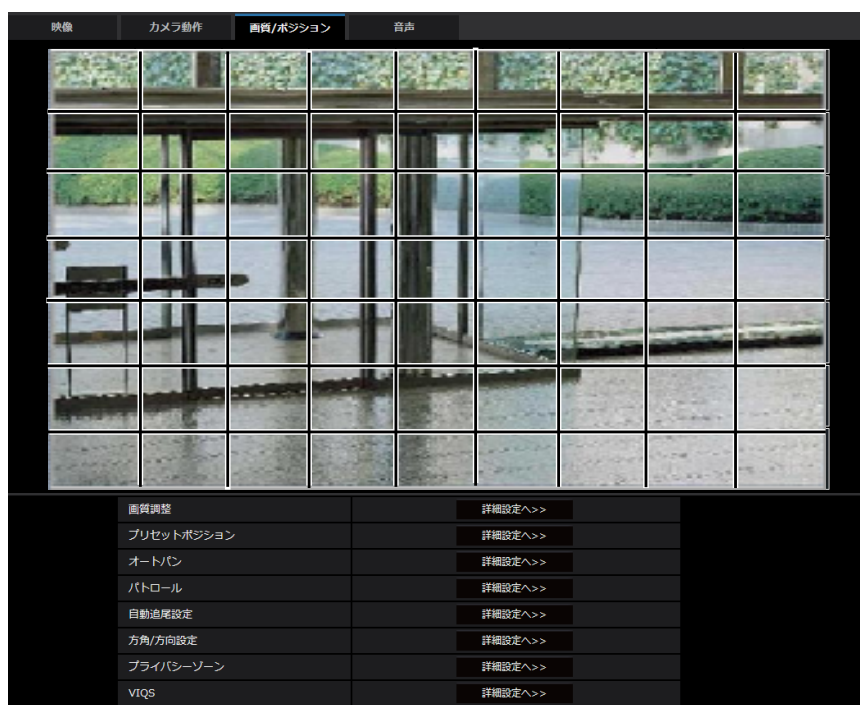 映像 カメラ動作 画質/ポジション 音声
画質調整 詳細設定へ>>
プリセットポジション 詳細設定へ>>
オートパン 詳細設定へ>>
パトロール 詳細設定へ>>
自動追尾設定 詳細設定へ>>
方角/方向設定 詳細設定へ>>
プライバシーゾーン 詳細設定へ>>
VIQS 詳細設定へ>>